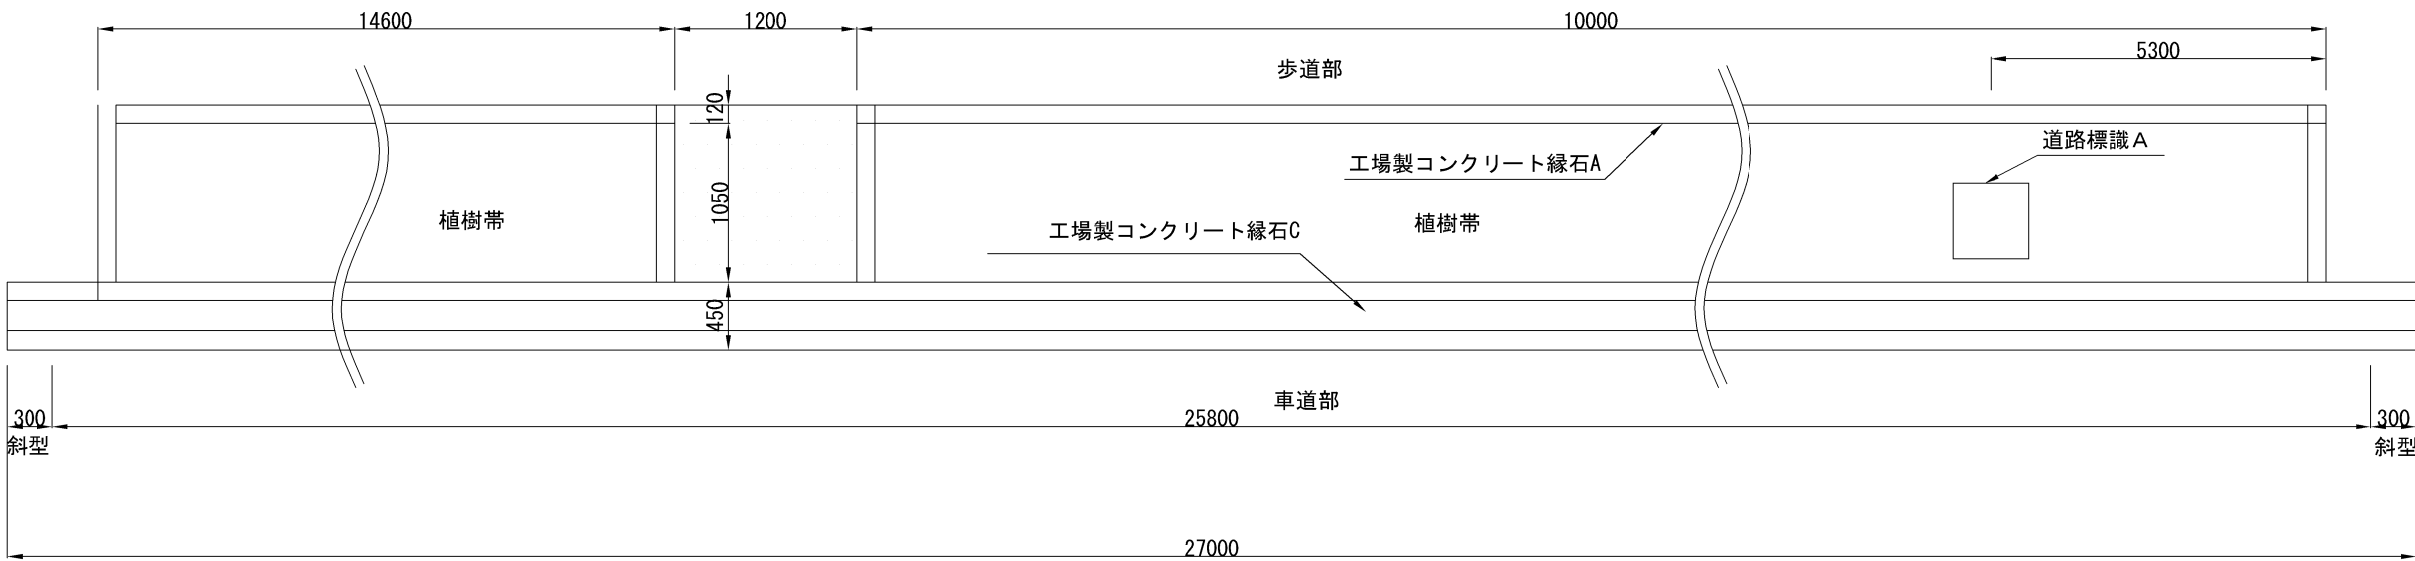 14600
1200
10000
5300
歩道部
120
道路標識A
工場製コンクリート縁石A
1050
植樹帯
植樹帯
工場製コンクリート縁石C
450
車道部
300
25800
300
斜型
斜型
27000